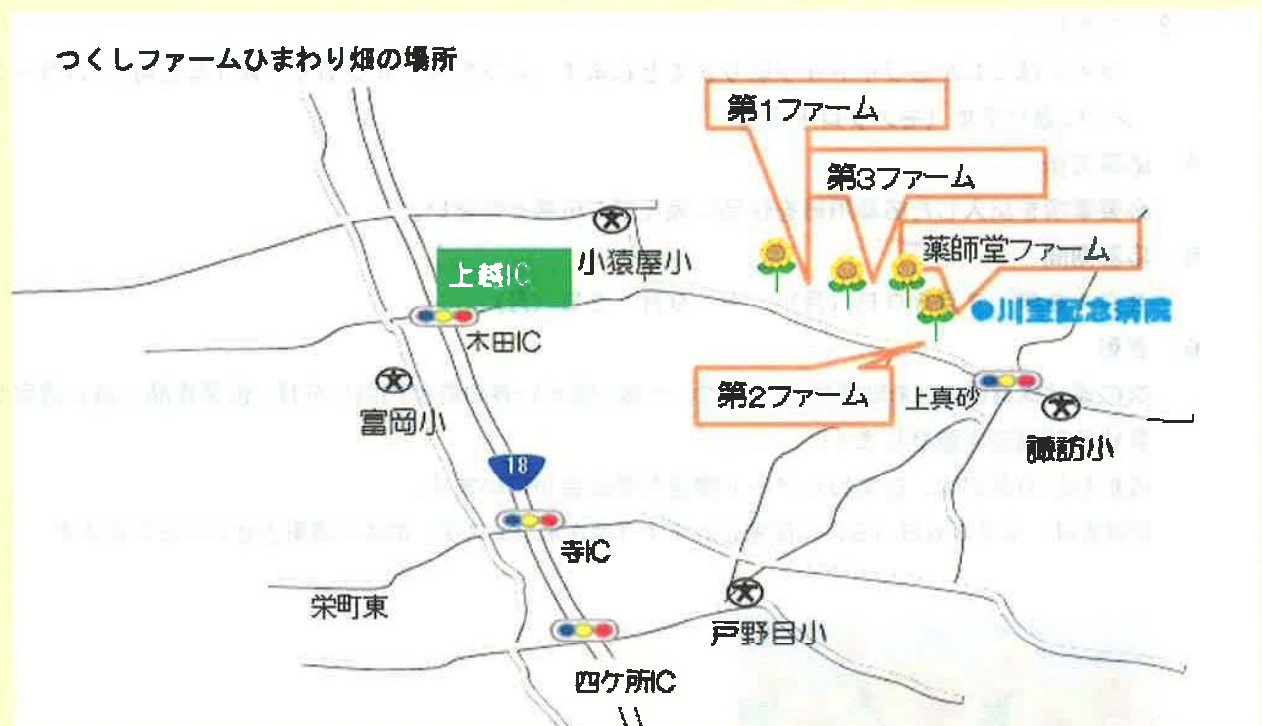 つくしファームひまわり畑の場所
第1ファーム
第3ファーム
薬師堂ファーム
小猿屋小
上越IC
川室記念病院
木田IC
富岡小
第2ファーム
上真砂
諏訪小
18
寺IC
栄町東
戸野目小
四ケ所IC